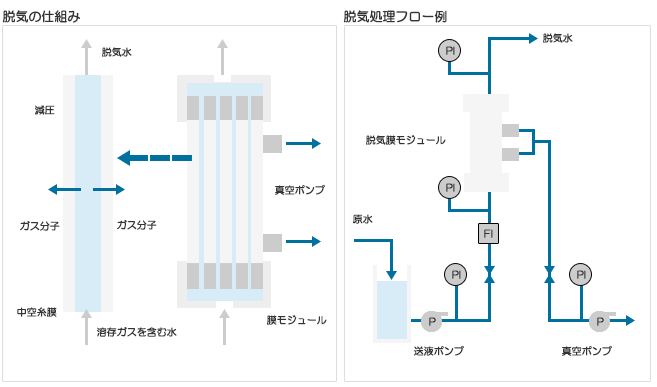 脱気の仕組み
脱気水
減圧
ガス分子
ガス分子
中空糸膜
溶存ガスを含む水
真空ポンプ
膜モジュール
脱気処理フロー例
脱気水
PI
脱気膜モジュール
PI
原水
FI
PI
PI
P
P
送液ポンプ
真空ポンプ